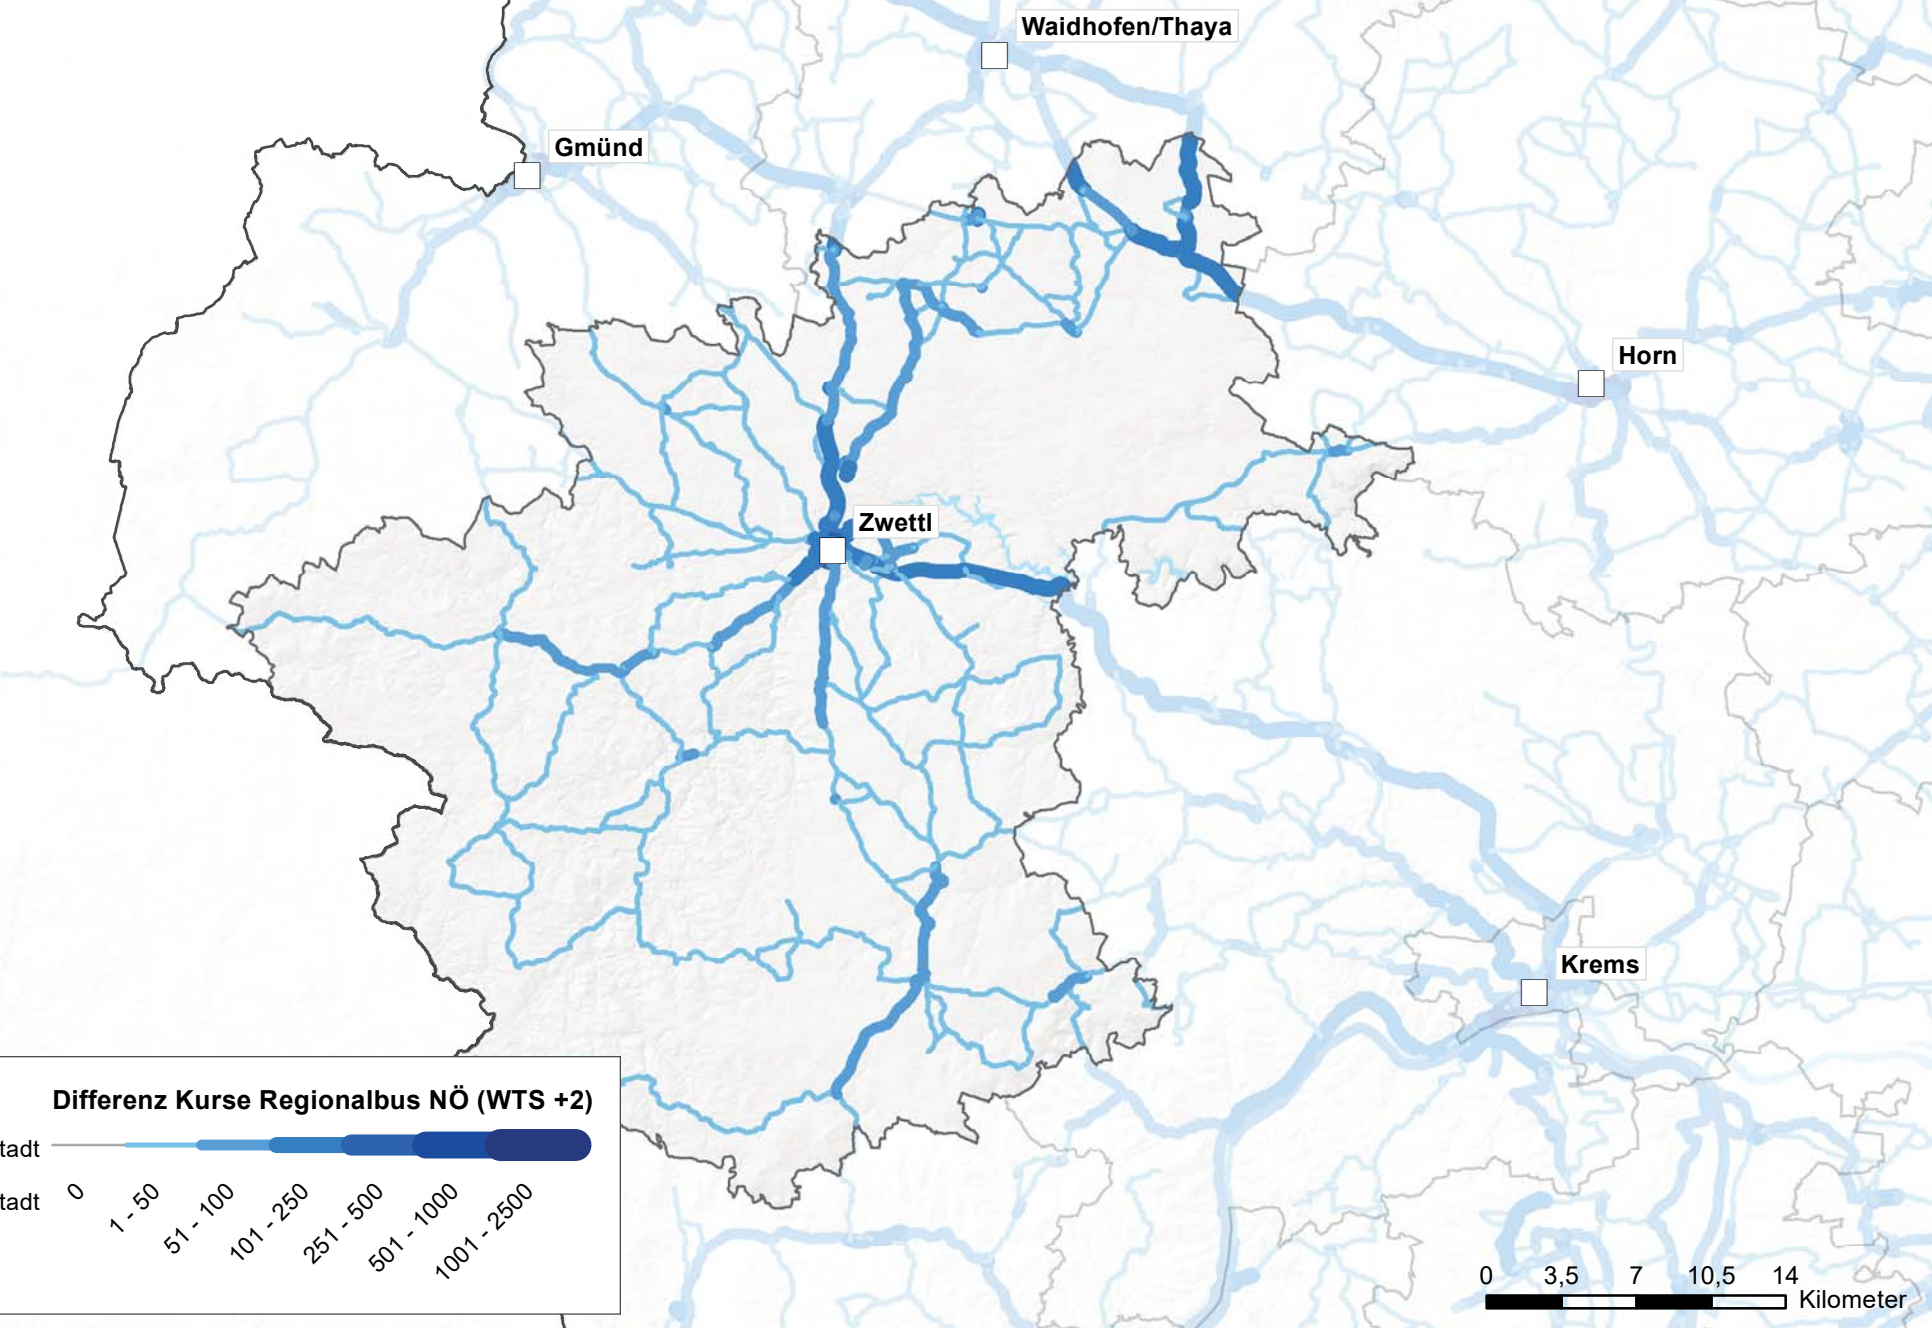 Waidhofen/Thaya
Gmünd
Horn
Zwettl
Krems
Differenz Kurse Regionalbus NÖ (WTS +2)
tadt
tadt
0
1 - 50
51 - 100
101 - 250
251 - 500
501 - 1000
1001 - 2500
0 3,5 7 10,5 14
Kilometer